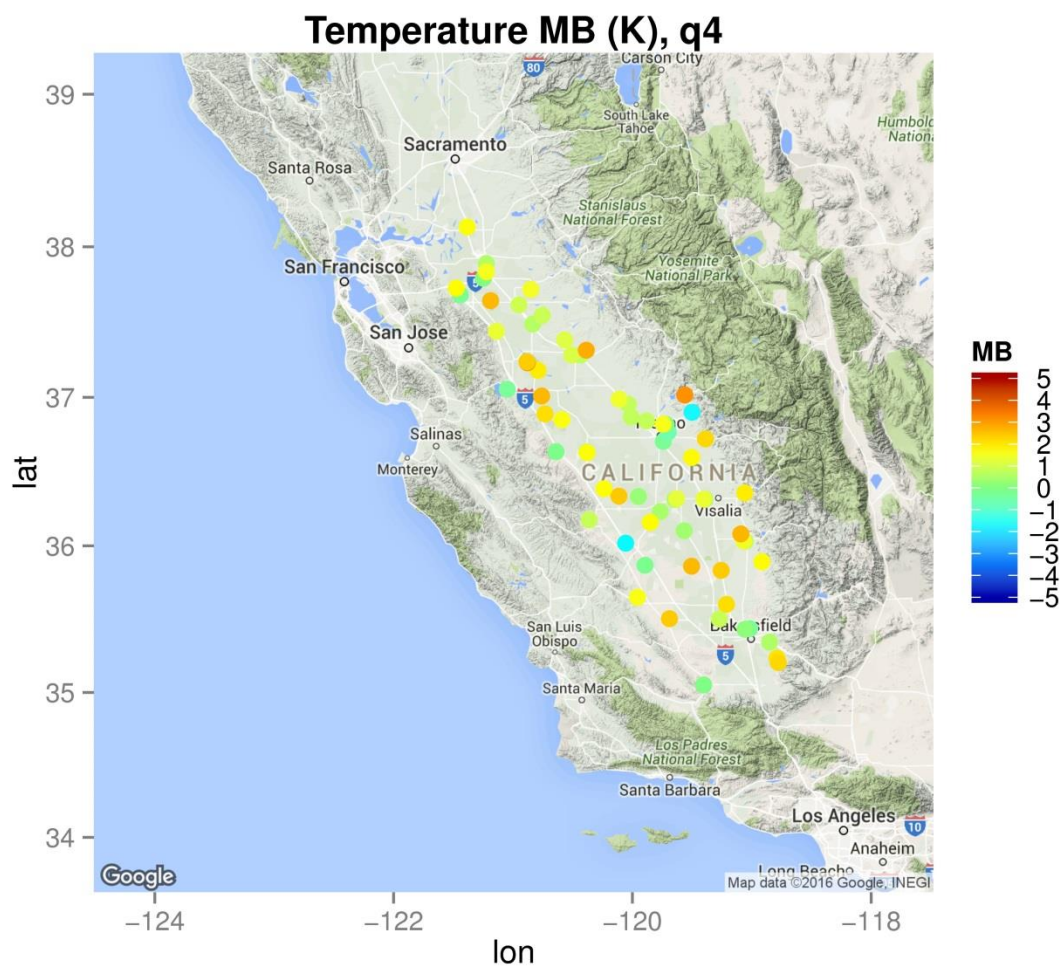 Temperature MB (K), q4
Carson City
80
39
South Lake
Tahoe
Humbol
Nation
Sacramento
Santa Rosa
Stanislaus
National Forest
38
Yosemite
National Park
San Francisco
5
San Jose
MB
5
4
3
2
1
0
−1
−2
−3
−4
−5
37
5
Salinas
Monterey
lat
CALIFORNIA
Visalia
36
San Luis
Obispo
5
35
Santa Maria
Los Padres
National Forest
Santa Barbara
Los Angeles
10
34
Anaheim
Long Beach
Google
Map data ©2016 Google, INEGI
−124
−122
−120
−118
lon